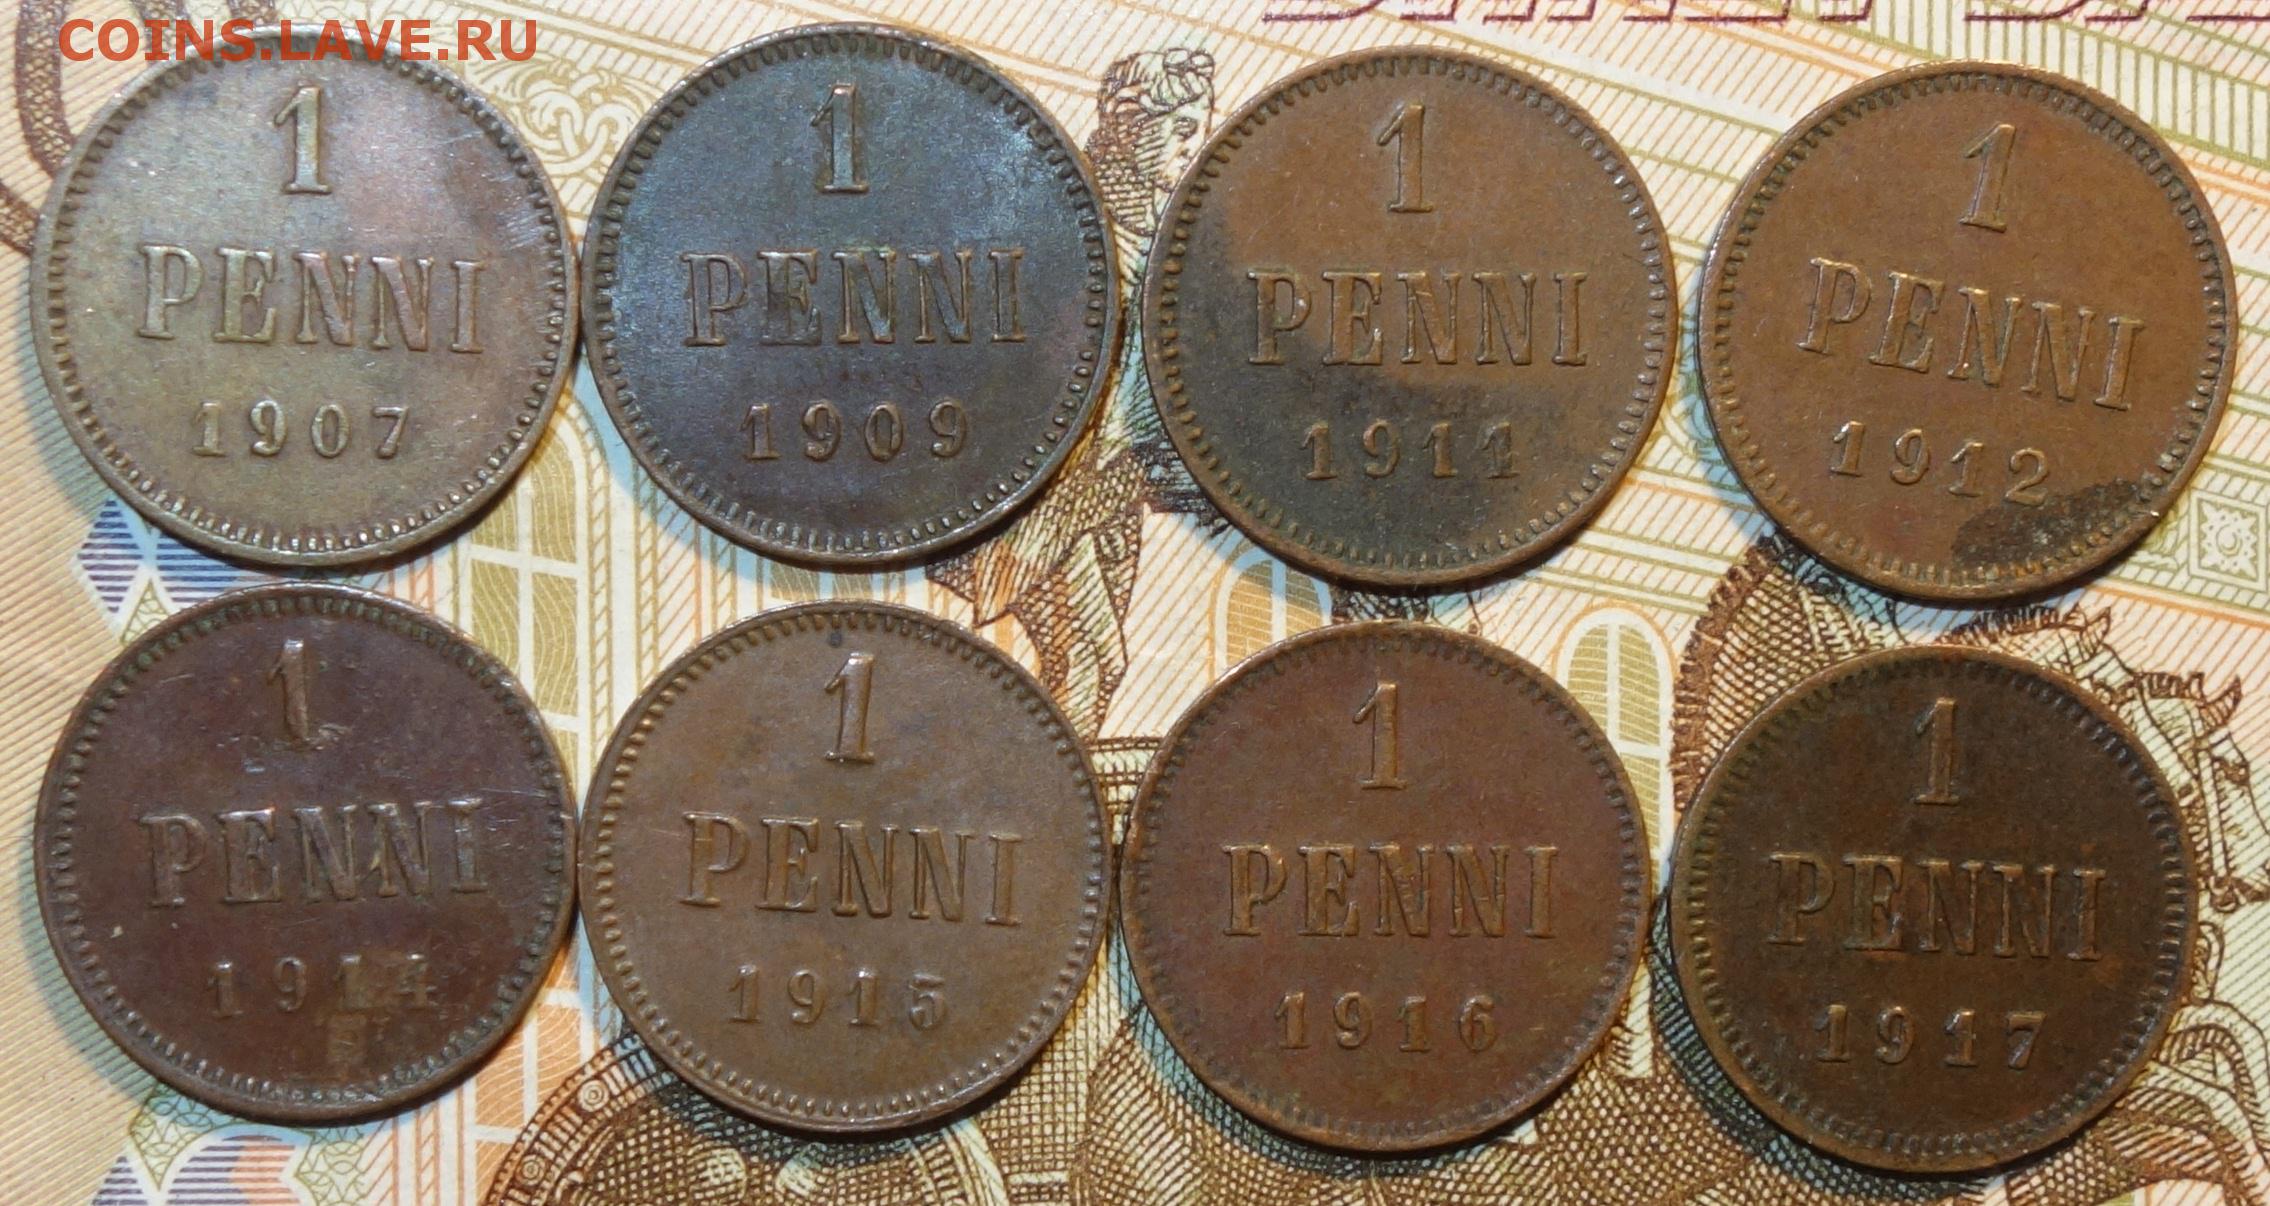 COINS.LAVE.RU
1
PENNI
1907
1
PENNI
1909
1
PENNI
1911
1
PENNI
1912
1
PENNI
1914
1
PENNI
1915
1
PENNI
1916
1
PENNI
1917